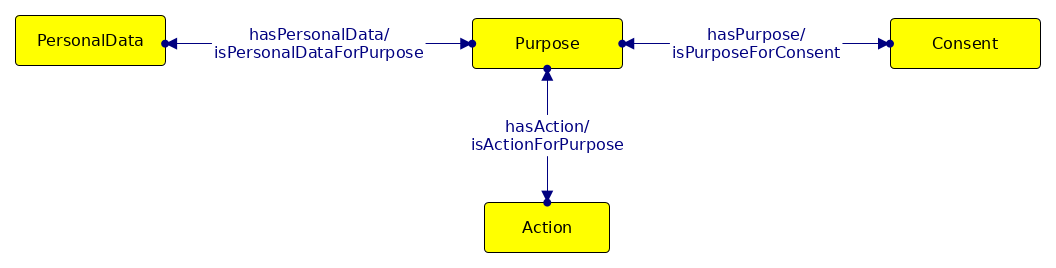 PersonalData
hasPersonalData/
isPersonalDataForPurpose
Purpose
hasPurpose/
isPurposeForConsent
Consent
hasAction/
isActionForPurpose
Action